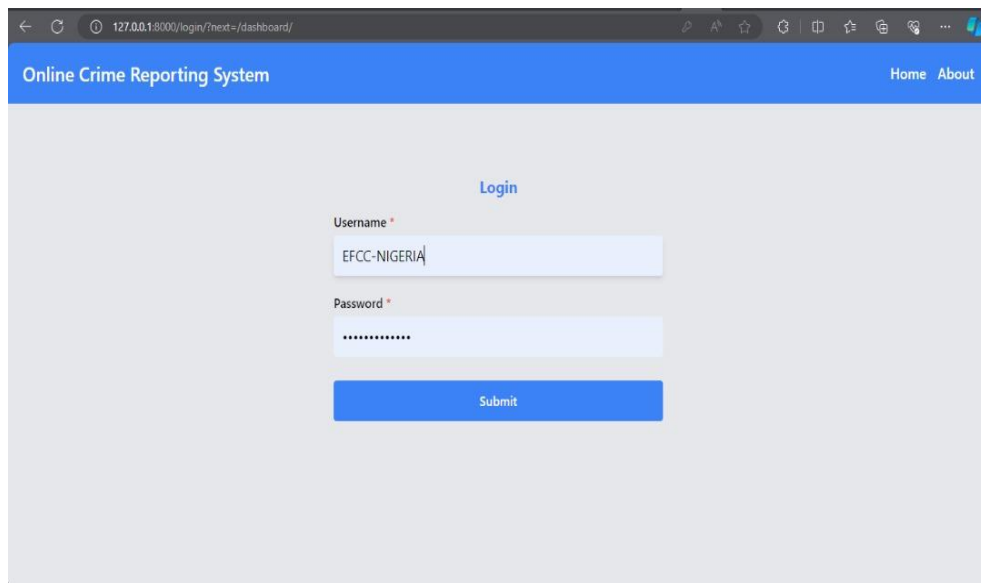 127.0.0.1:8000/login/?next=/dashboard/
Online Crime Reporting System
Home About
Login
Username *
EFCC-NIGERIA
Password *
•••••••••••••
Submit